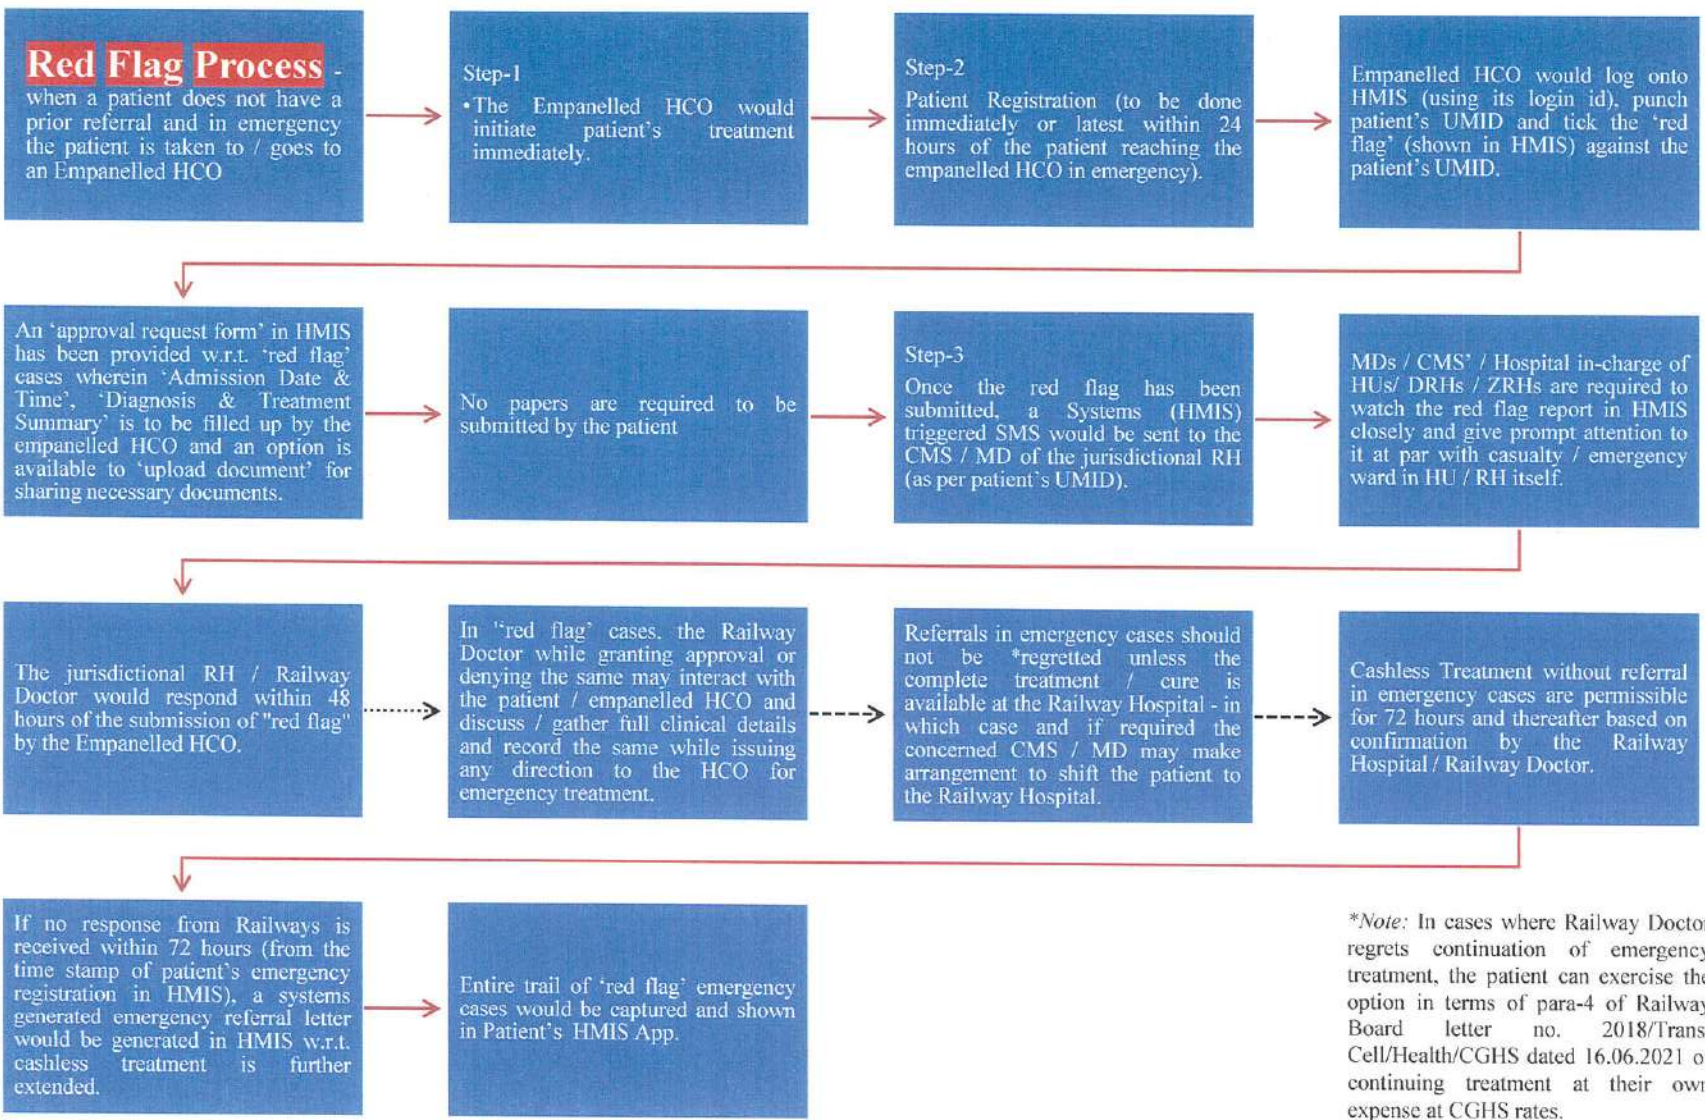 Red Flag Process -
when a patient does not have a
prior referral and in emergency
the patient is taken to / goes to
an Empanelled HCO
Step-1
•The Empanelled HCO would
initiate patient's treatment
immediately.
Step-2
Patient Registration (to be done
immediately or latest within 24
hours of the patient reaching the
empanelled HCO in emergency).
Empanelled HCO would log onto
HMIS (using its login id), punch
patient's UMID and tick the 'red
flag' (shown in HMIS) against the
patient's UMID.
An 'approval request form' in HMIS
has been provided w.r.t. 'red flag'
cases wherein 'Admission Date &
Time', 'Diagnosis & Treatment
Summary' is to be filled up by the
empanelled HCO and an option is
available to 'upload document' for
sharing necessary documents.
No papers are required to be
submitted by the patient
Step-3
Once the red flag has been
submitted, a Systems (HMIS)
triggered SMS would be sent to the
CMS / MD of the jurisdictional RH
(as per patient's UMID).
MDs / CMS' / Hospital in-charge of
HUs/ DRHs / ZRHs are required to
watch the red flag report in HMIS
closely and give prompt attention to
it at par with casualty / emergency
ward in HU / RH itself.
The jurisdictional RH / Railway
Doctor would respond within 48
hours of the submission of "red flag"
by the Empanelled HCO.
In "red flag' cases, the Railway
Doctor while granting approval or
denying the same may interact with
the patient / empanelled HCO and
discuss / gather full clinical details
and record the same while issuing
any direction to the HCO for
emergency treatment.
Referrals in emergency cases should
not be *regretted unless the
complete treatment / cure is
available at the Railway Hospital - in
which case and if required the
concerned CMS / MD may make
arrangement to shift the patient to
the Railway Hospital.
Cashless Treatment without referral
in emergency cases are permissible
for 72 hours and thereafter based on
confirmation by the Railway
Hospital / Railway Doctor.
If no response from Railways is
received within 72 hours (from the
time stamp of patient's emergency
registration in HMIS), a systems
generated emergency referral letter
would be generated in HMIS w.r.t.
cashless treatment is further
extended.
Entire trail of 'red flag' emergency
cases would be captured and shown
in Patient's HMIS App.
*Note: In cases where Railway Doctor
regrets continuation of emergency
treatment, the patient can exercise the
option in terms of para-4 of Railway
Board letter no. 2018/Trans
Cell/Health/CGHS dated 16.06.2021 o
continuing treatment at their own
expense at CGHS rates.